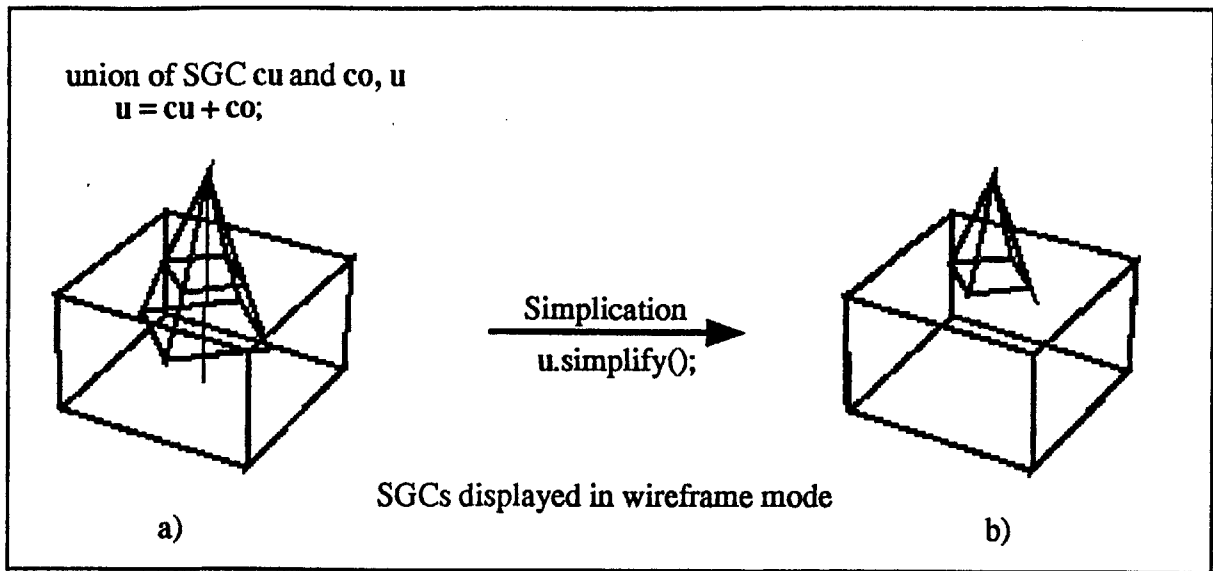 union of SGC cu and co, u
u = cu + co;
Simplication
u.simplify();
SGCs displayed in wireframe mode
a)
b)